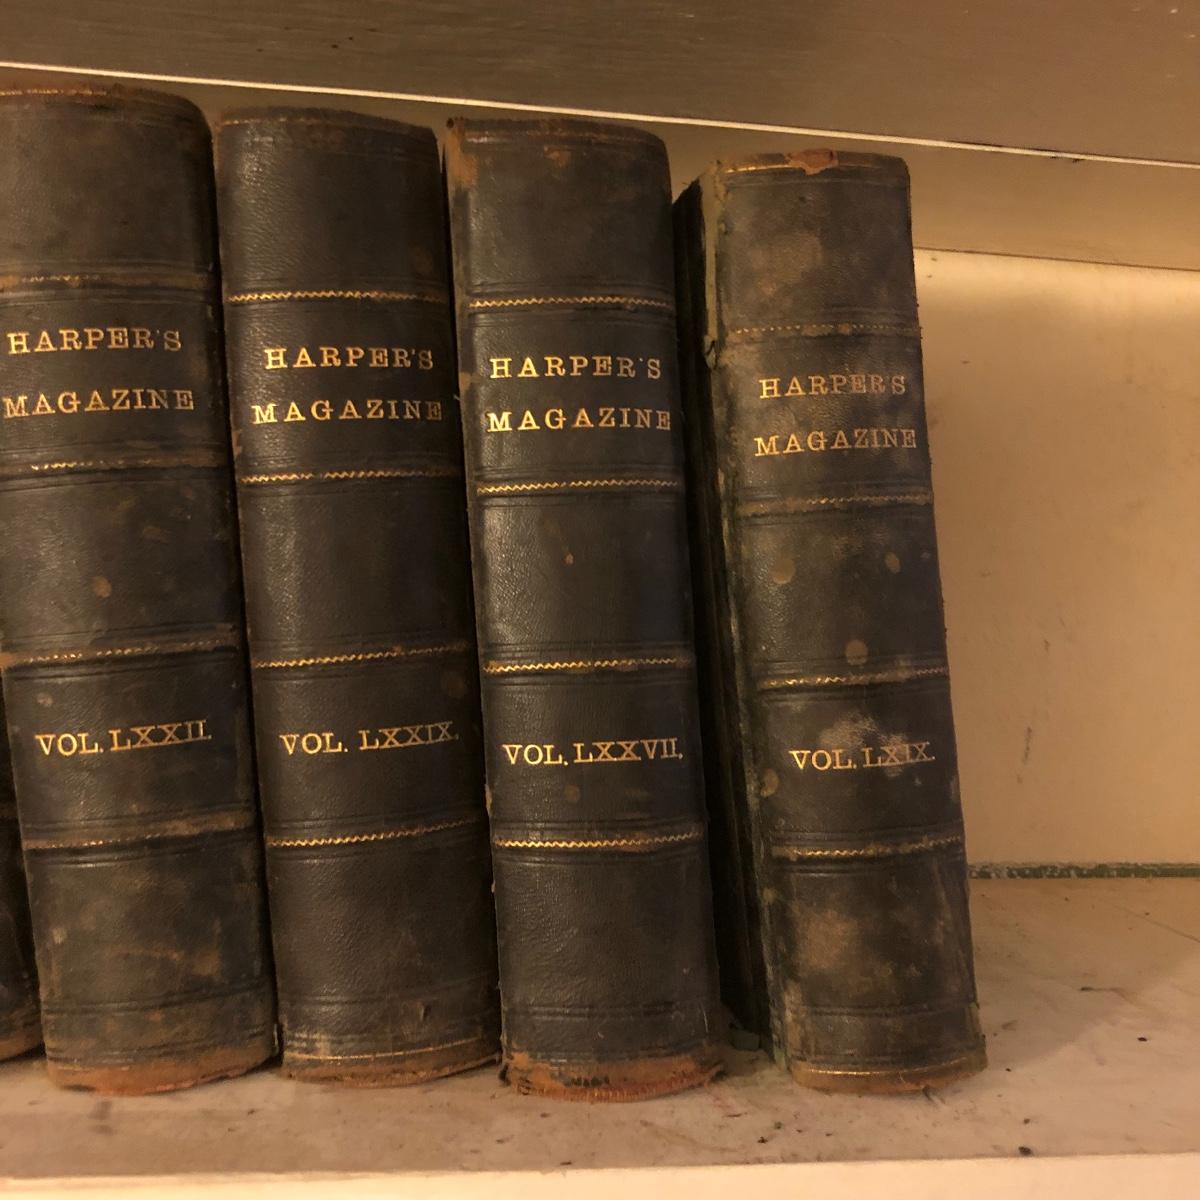 HARPER'S
MAGAZINE
VOL. LXXII.
HARPER'S
MAGAZINE
VOL. LXXIX.
HARPER'S
MAGAZINE
VOL. LXXVII.
HARPER'S
MAGAZINE
VOL. LXIX.